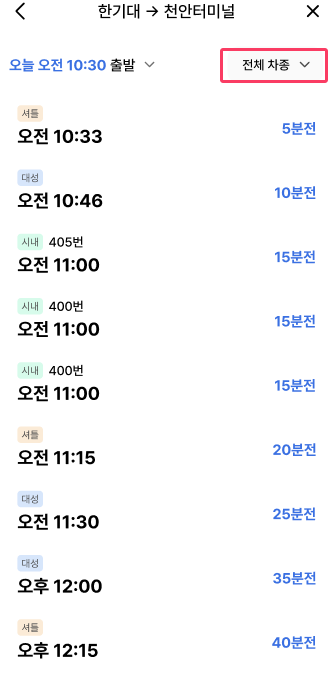 한기대 → 천안터미널
오늘 오전 10:30 출발 전체 차종
셔틀
오전 10:33 5분전
대성
오전 10:46 10분전
시내 405번
오전 11:00 15분전
시내 400번
오전 11:00 15분전
시내 400번
오전 11:00 15분전
셔틀
오전 11:15 20분전
대성
오전 11:30 25분전
대성
오후 12:00 35분전
셔틀
오후 12:15 40분전